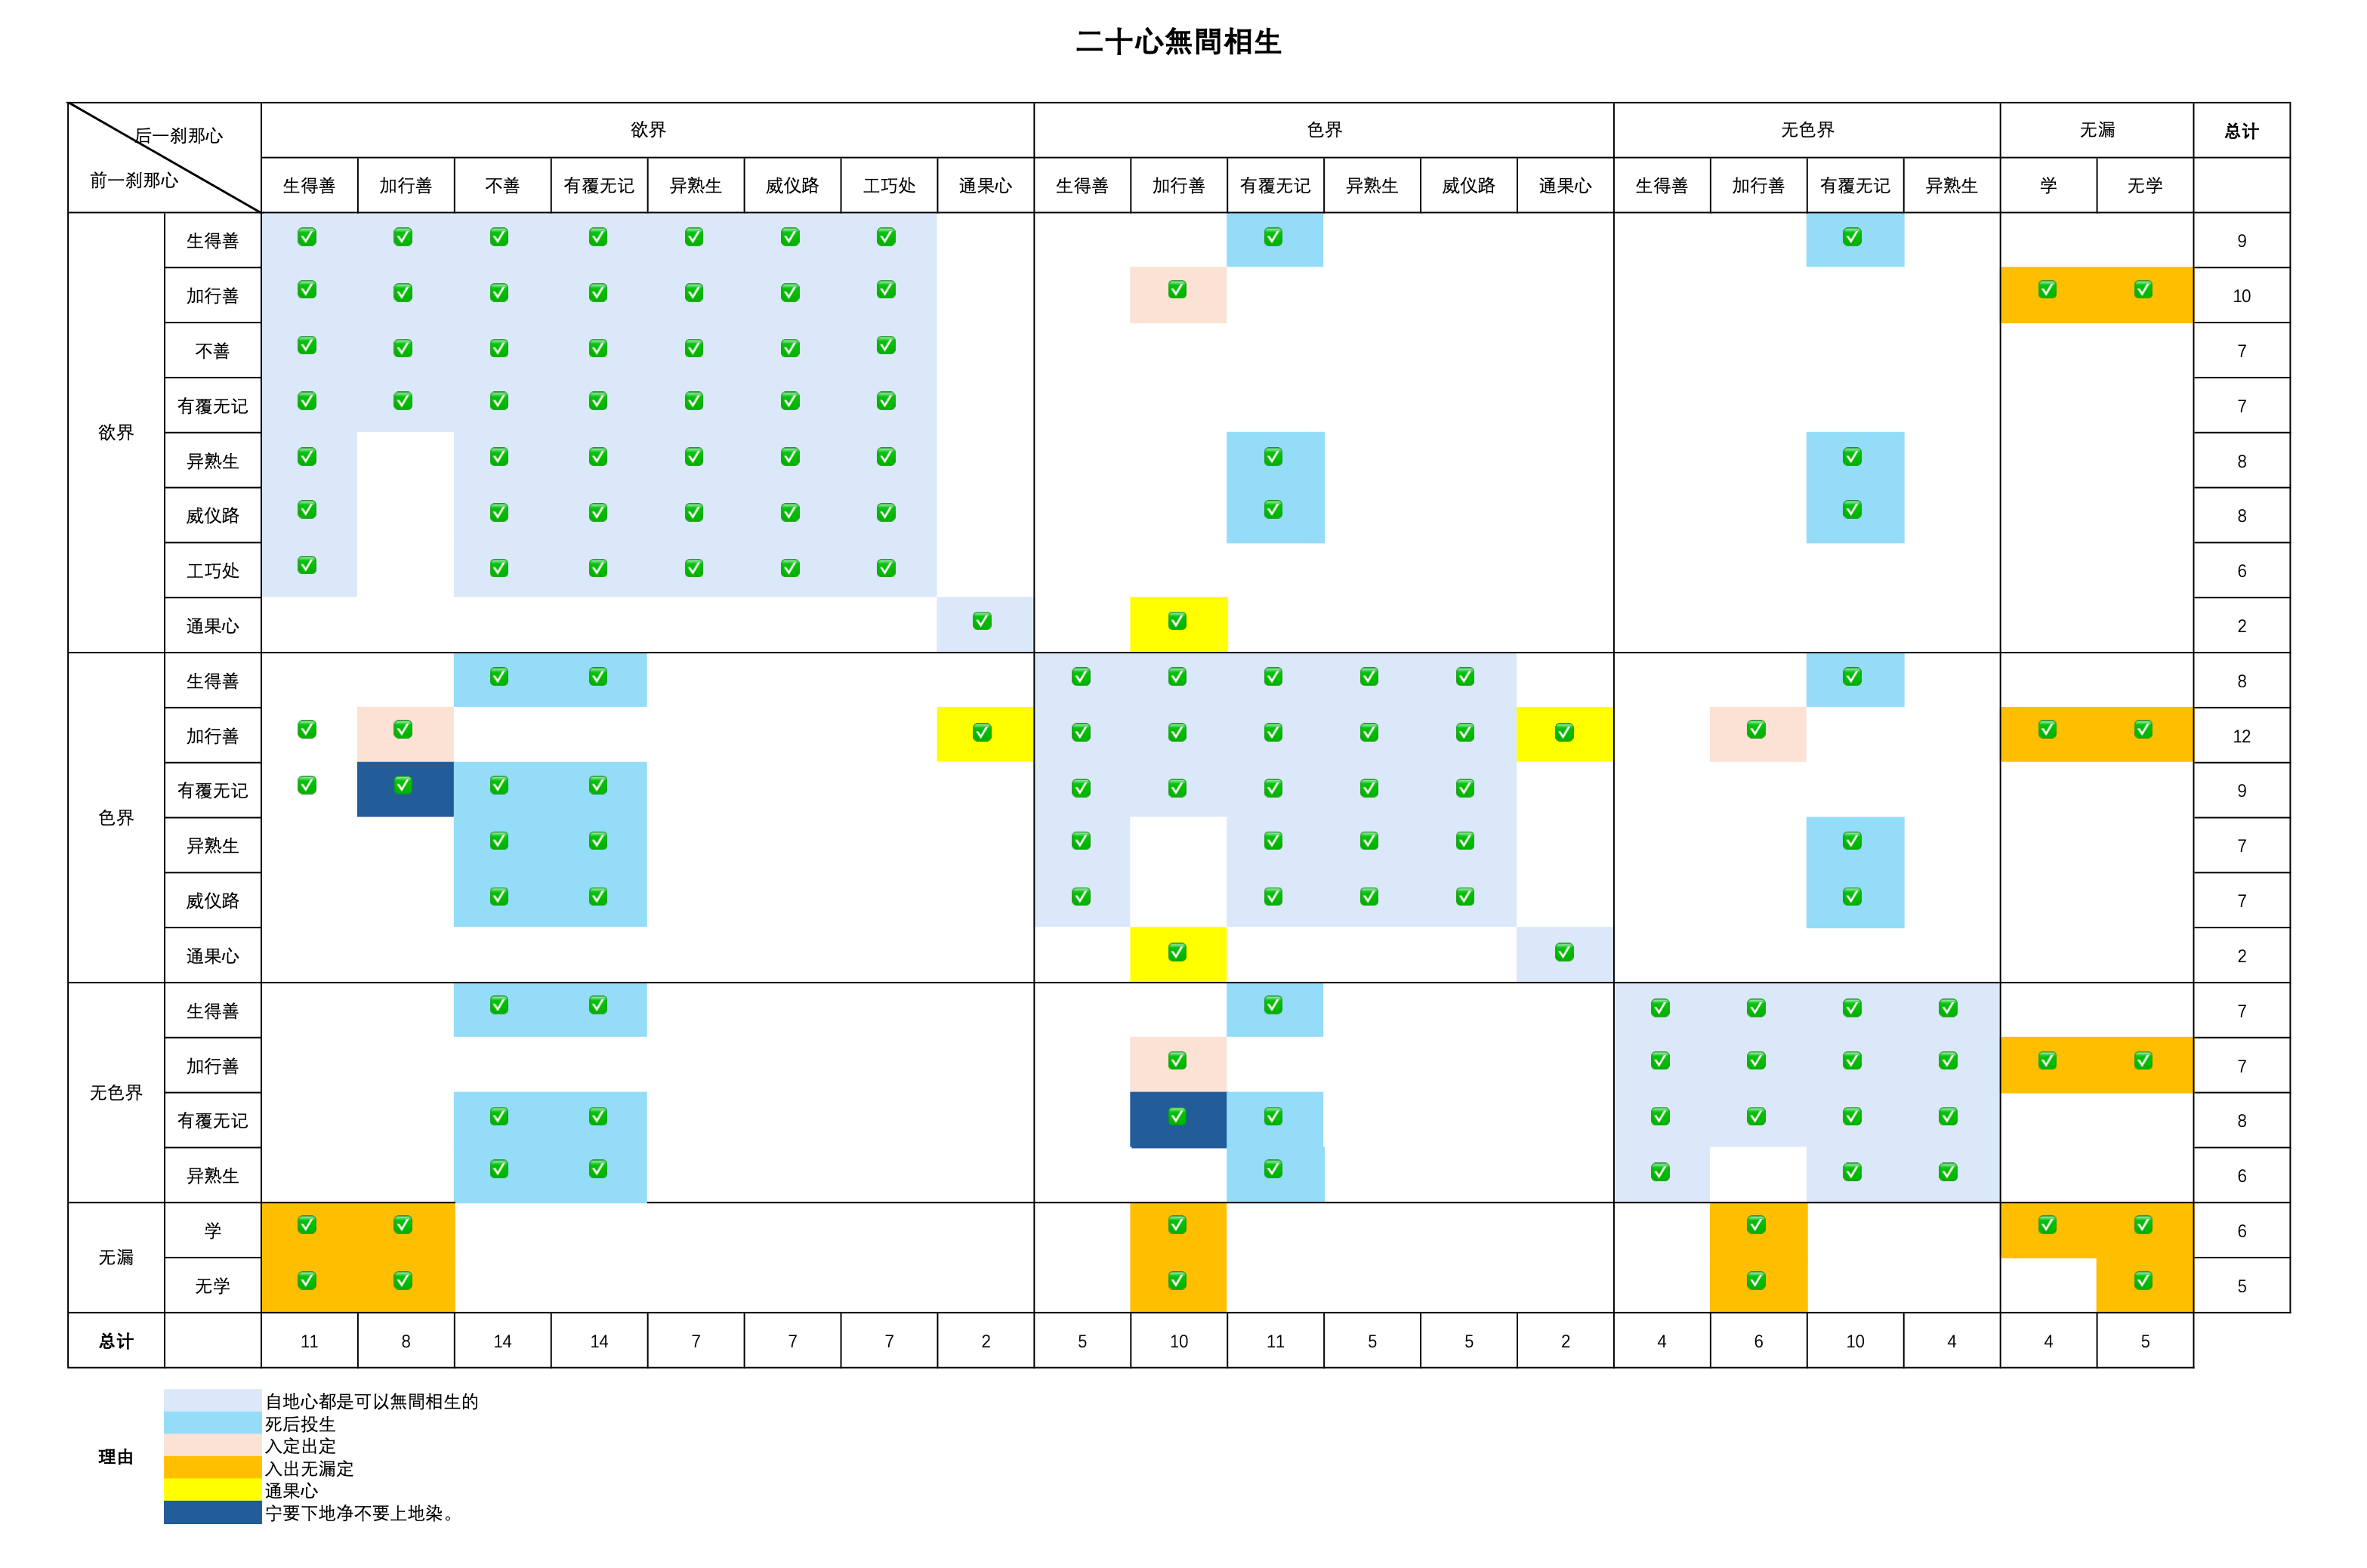 二十心無間相生
后一刹那心 欲界 色界 无色界 无漏 总计
前一刹那心 生得善 加行善 不善 有覆无记 异熟生 威仪路 工巧处 通果心 生得善 加行善 有覆无记 异熟生 威仪路 通果心 生得善 加行善 有覆无记 异熟生 学 无学
欲界
生得善 ✅ ✅ ✅ ✅ ✅ ✅ ✅ ✅ ✅ 9
加行善 ✅ ✅ ✅ ✅ ✅ ✅ ✅ ✅ ✅ ✅ 10
不善 ✅ ✅ ✅ ✅ ✅ ✅ ✅ 7
有覆无记 ✅ ✅ ✅ ✅ ✅ ✅ ✅ 7
异熟生 ✅ ✅ ✅ ✅ ✅ ✅ ✅ ✅ 8
威仪路 ✅ ✅ ✅ ✅ ✅ ✅ ✅ ✅ 8
工巧处 ✅ ✅ ✅ ✅ ✅ ✅ 6
通果心 ✅ ✅ 2
色界
生得善 ✅ ✅ ✅ ✅ ✅ ✅ ✅ ✅ 8
加行善 ✅ ✅ ✅ ✅ ✅ ✅ ✅ ✅ ✅ ✅ ✅ ✅ 12
有覆无记 ✅ ✅ ✅ ✅ ✅ ✅ ✅ ✅ ✅ 9
异熟生 ✅ ✅ ✅ ✅ ✅ ✅ ✅ 7
威仪路 ✅ ✅ ✅ ✅ ✅ ✅ ✅ 7
通果心 ✅ ✅ 2
无色界
生得善 ✅ ✅ ✅ ✅ ✅ ✅ ✅ 7
加行善 ✅ ✅ ✅ ✅ ✅ ✅ ✅ 7
有覆无记 ✅ ✅ ✅ ✅ ✅ ✅ ✅ ✅ 8
异熟生 ✅ ✅ ✅ ✅ ✅ ✅ 6
无漏
学 ✅ ✅ ✅ ✅ ✅ ✅ 6
无学 ✅ ✅ ✅ ✅ ✅ 5
总计 11 8 14 14 7 7 7 2 5 10 11 5 5 2 4 6 10 4 4 5
理由
自地心都是可以無間相生的
死后投生
入定出定
入出无漏定
通果心
宁要下地净不要上地染。